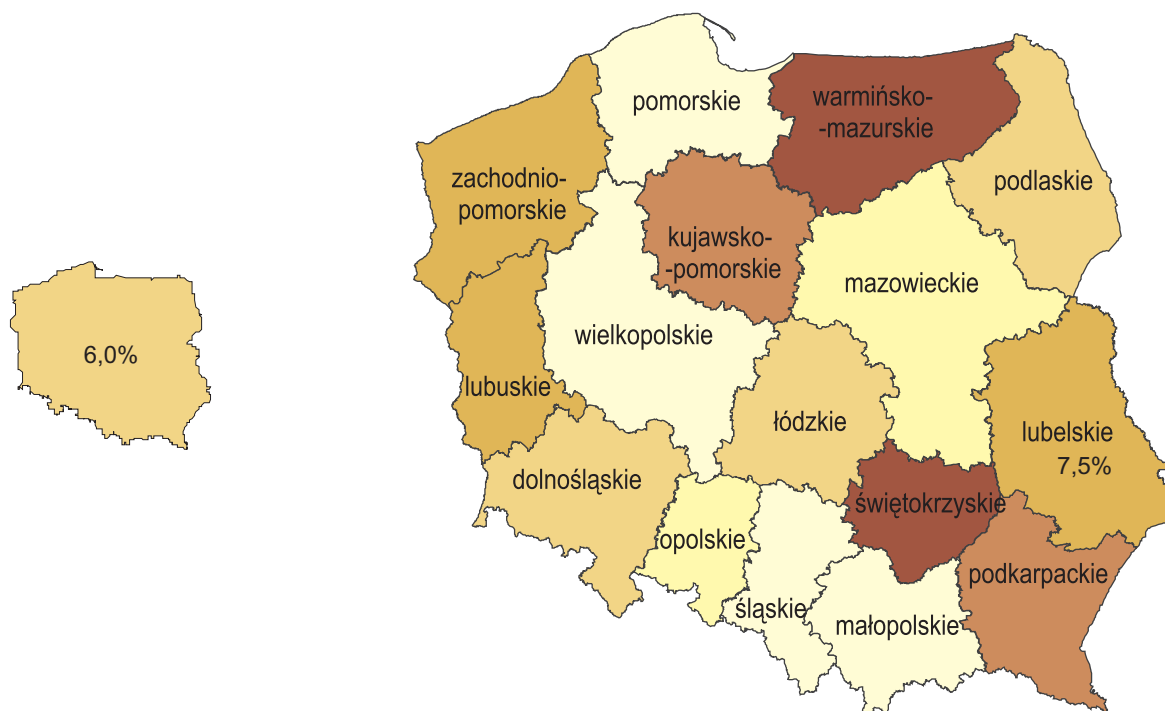 pomorskie
warmińsko-
-mazurskie
podlaskie
zachodnio-
pomorskie
kujawsko-
-pomorskie
mazowieckie
wielkopolskie
6,0%
lubuskie
łódzkie
lubelskie
7,5%
dolnośląskie
świętokrzyskie
opolskie
podkarpackie
śląskie
małopolskie